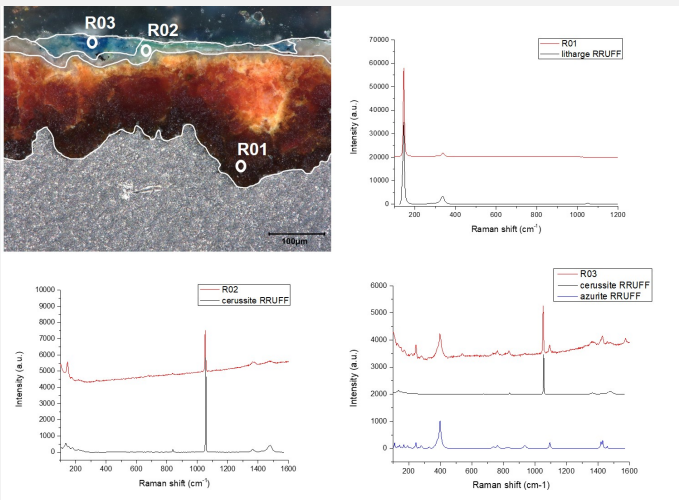 R03
R02
R01
100µm
70000
60000
50000
40000
30000
20000
10000
0
Intensity (a.u.)
R01
litharge RRUFF
200 400 600 800 1000 1200
Raman shift (cm-1)
10000
9000
8000
7000
6000
5000
4000
3000
2000
1000
0
Intensity (a.u.)
R02
cerussite RRUFF
200 400 600 800 1000 1200 1400 1600
Raman shift (cm-1)
6000
5000
4000
3000
2000
1000
0
Intensity (a.u.)
R03
cerussite RRUFF
azurite RRUFF
200 400 600 800 1000 1200 1400 1600
Raman shift (cm-1)